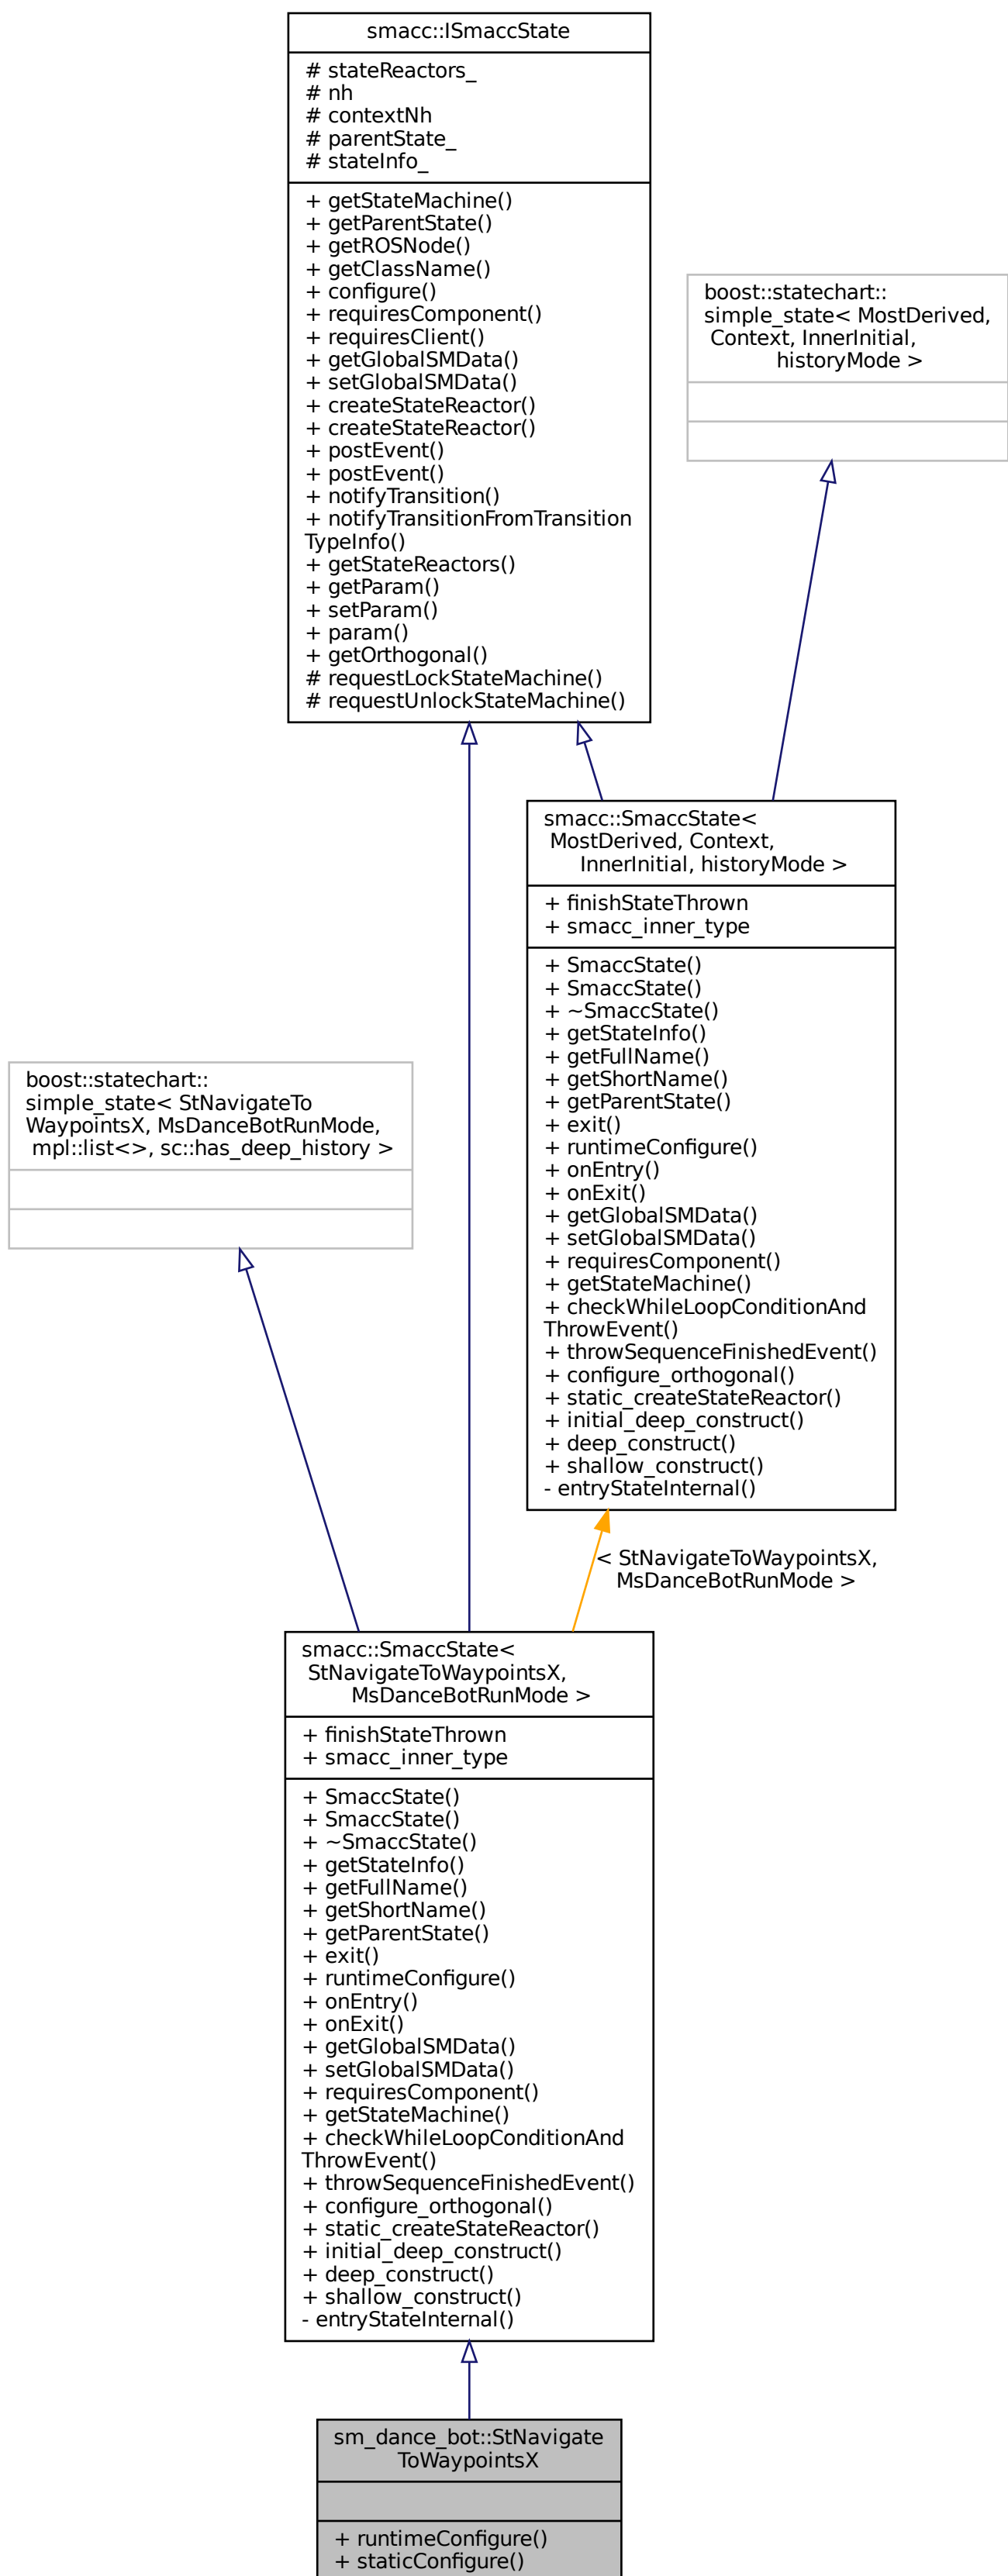 smacc::ISmaccState
# stateReactors_
# nh
# contextNh
# parentState_
# stateInfo_
+ getStateMachine()
+ getParentState()
+ getROSNode()
+ getClassName()
+ configure()
+ requiresComponent()
+ requiresClient()
+ getGlobalSMData()
+ setGlobalSMData()
+ createStateReactor()
+ createStateReactor()
+ postEvent()
+ postEvent()
+ notifyTransition()
+ notifyTransitionFromTransition
TypeInfo()
+ getStateReactors()
+ getParam()
+ setParam()
+ param()
+ getOrthogonal()
# requestLockStateMachine()
# requestUnlockStateMachine()
boost::statechart::
simple_state< MostDerived,
Context, InnerInitial,
historyMode >
smacc::SmaccState<
MostDerived, Context,
InnerInitial, historyMode >
+ finishStateThrown
+ smacc_inner_type
+ SmaccState()
+ SmaccState()
+ ~SmaccState()
+ getStateInfo()
+ getFullName()
+ getShortName()
+ getParentState()
+ exit()
+ runtimeConfigure()
+ onEntry()
+ onExit()
+ getGlobalSMData()
+ setGlobalSMData()
+ requiresComponent()
+ getStateMachine()
+ checkWhileLoopConditionAnd
ThrowEvent()
+ throwSequenceFinishedEvent()
+ configure_orthogonal()
+ static_createStateReactor()
+ initial_deep_construct()
+ deep_construct()
+ shallow_construct()
- entryStateInternal()
boost::statechart::
simple_state< StNavigateTo
WaypointsX, MsDanceBotRunMode,
mpl::list<>, sc::has_deep_history >
< StNavigateToWaypointsX,
MsDanceBotRunMode >
smacc::SmaccState<
StNavigateToWaypointsX,
MsDanceBotRunMode >
+ finishStateThrown
+ smacc_inner_type
+ SmaccState()
+ SmaccState()
+ ~SmaccState()
+ getStateInfo()
+ getFullName()
+ getShortName()
+ getParentState()
+ exit()
+ runtimeConfigure()
+ onEntry()
+ onExit()
+ getGlobalSMData()
+ setGlobalSMData()
+ requiresComponent()
+ getStateMachine()
+ checkWhileLoopConditionAnd
ThrowEvent()
+ throwSequenceFinishedEvent()
+ configure_orthogonal()
+ static_createStateReactor()
+ initial_deep_construct()
+ deep_construct()
+ shallow_construct()
- entryStateInternal()
sm_dance_bot::StNavigate
ToWaypointsX
+ runtimeConfigure()
+ staticConfigure()